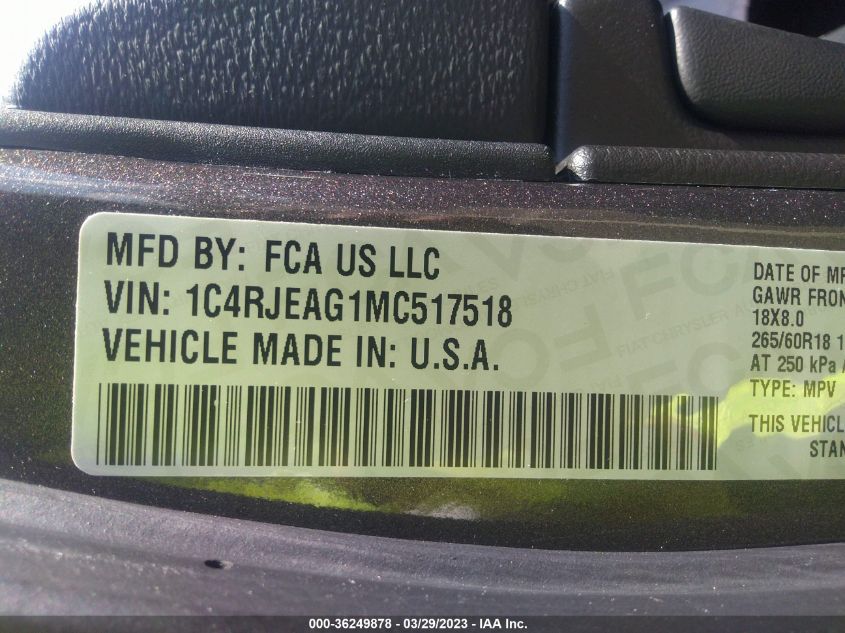 MFD BY: FCA US LLC
VIN: 1C4RJEAG1MC517518
VEHICLE MADE IN: U.S.A.
DATE OF
GAWR FRON
18X8.0
265/60R18
AT 250 kPa
TYPE: MPV
THIS VEHICL
STAN
000-36249878 - 03/29/2023 - IAA Inc.